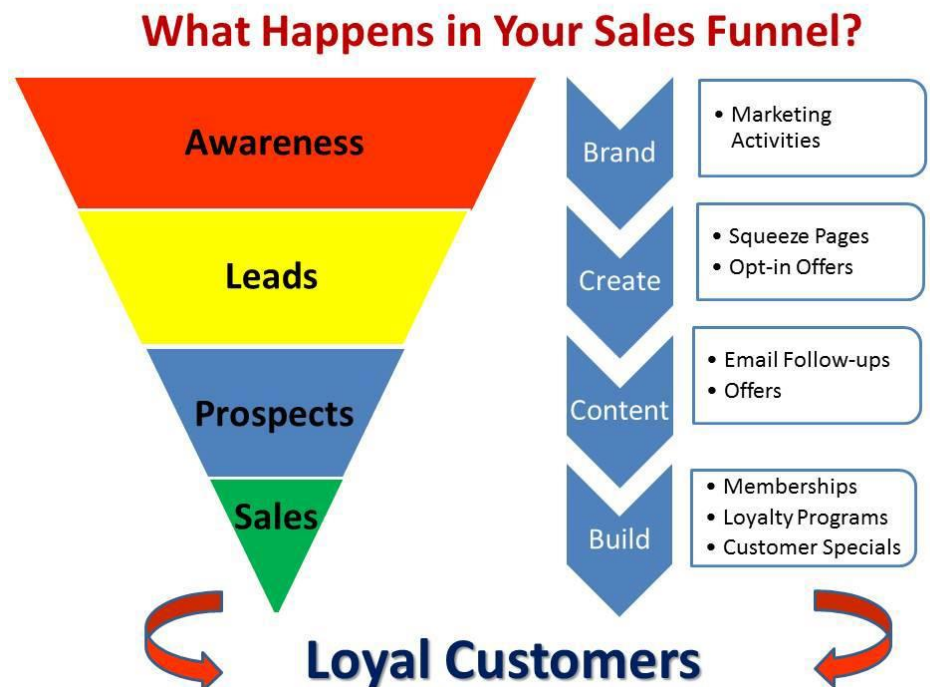 What Happens in Your Sales Funnel?
Awareness
Brand
• Marketing
Activities
Leads
Create
• Squeeze Pages
• Opt-in Offers
Prospects
Content
• Email Follow-ups
• Offers
Sales
Build
• Memberships
• Loyalty Programs
• Customer Specials
Loyal Customers